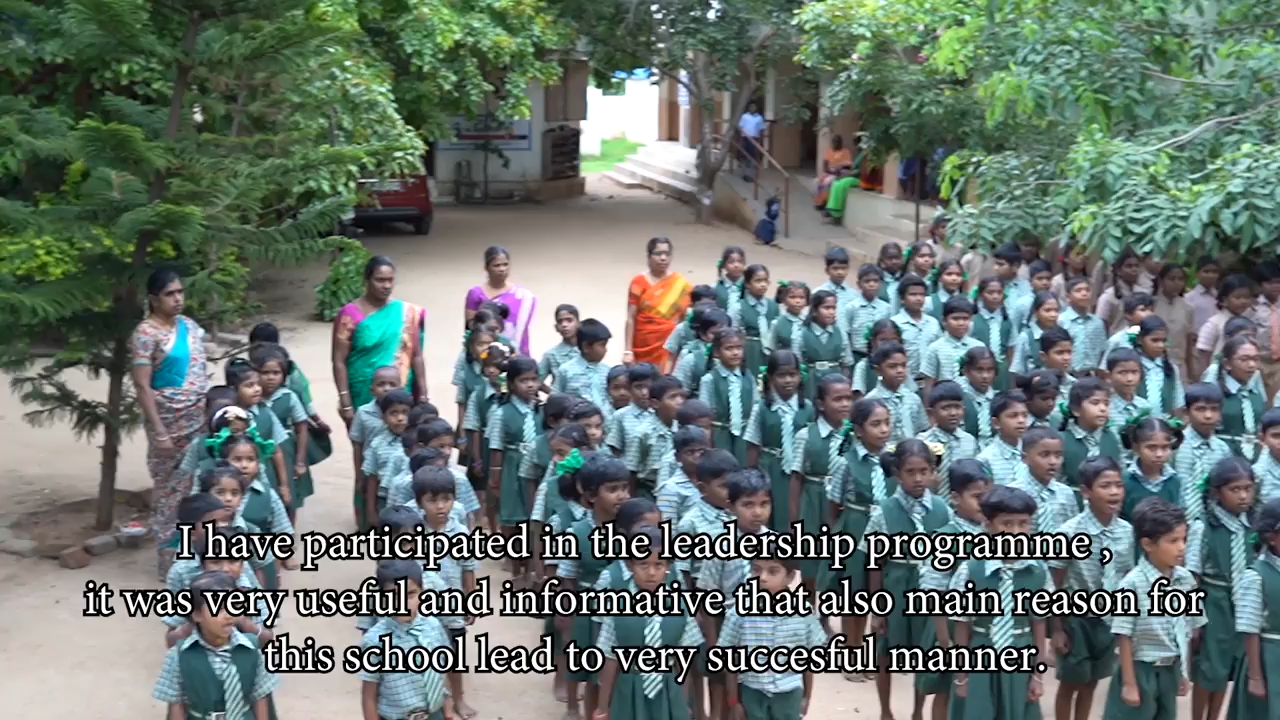 I have participated in the leadership programme ,
it was very useful and informative that also main reason for
this school lead to very succesful manner.